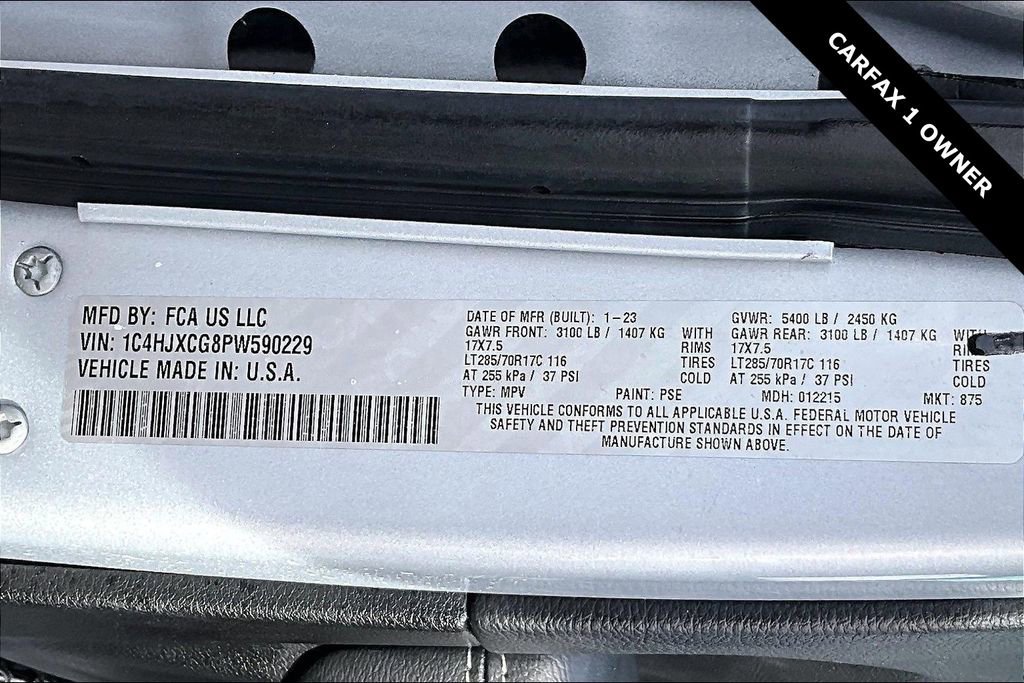 CARFAX 1 OWNER
MFD BY: FCA US LLC
VIN: 1C4HJXCG8PW590229
VEHICLE MADE IN: U.S.A.
DATE OF MFR (BUILT): 1-23 GVWR: 5400 LB / 2450 KG
GAWR FRONT: 3100 LB / 1407 KG WITH GAWR REAR: 3100 LB / 1407 KG WITH
17X7.5 RIMS 17X7.5
LT285/70R17C 116 TIRES LT285/70R17C 116 TIRES
AT 255 kPa / 37 PSI COLD AT 255 kPa / 37 PSI COLD
TYPE: MPV PAINT: PSE MDH: 012215 MKT: 875
THIS VEHICLE CONFORMS TO ALL APPLICABLE U.S.A. FEDERAL MOTOR VEHICLE
SAFETY AND THEFT PREVENTION STANDARDS IN EFFECT ON THE DATE OF
MANUFACTURE SHOWN ABOVE.